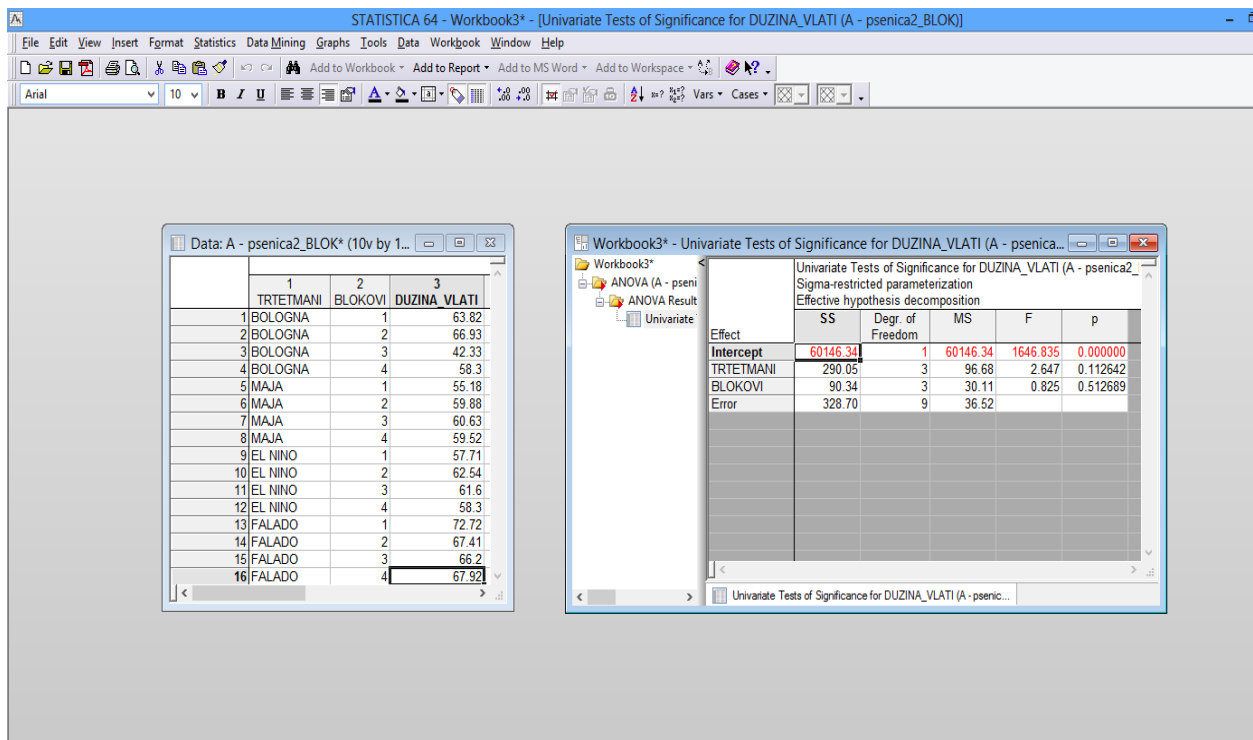 STATISTICA 64 - Workbook3* - [Univariate Tests of Significance for DUZINA_VLATI (A - psenica2_BLOK)]
File Edit View Insert Format Statistics Data Mining Graphs Tools Data Workbook Window Help
Add to Workbook Add to Report Add to MS Word Add to Workspace
Arial 10 B I U A Vars Cases
Data: A - psenica2_BLOK* (10v by 1...
1 2 3
TRTETMANI BLOKOVI DUZINA_VLATI
1 BOLOGNA 1 63.82
2 BOLOGNA 2 66.93
3 BOLOGNA 3 42.33
4 BOLOGNA 4 58.3
5 MAJA 1 55.18
6 MAJA 2 59.88
7 MAJA 3 60.63
8 MAJA 4 59.52
9 EL NINO 1 57.71
10 EL NINO 2 62.54
11 EL NINO 3 61.6
12 EL NINO 4 58.3
13 FALADO 1 72.72
14 FALADO 2 67.41
15 FALADO 3 66.2
16 FALADO 4 67.92
Workbook3* - Univariate Tests of Significance for DUZINA_VLATI (A - psenica...
Workbook3*
ANOVA (A - pseni
ANOVA Result
Univariate
Univariate Tests of Significance for DUZINA_VLATI (A - psenica2_
Sigma-restricted parameterization
Effective hypothesis decomposition
Effect SS Degr. of Freedom MS F p
Intercept 60146.34 1 60146.34 1646.835 0.000000
TRTETMANI 290.05 3 96.68 2.647 0.112642
BLOKOVI 90.34 3 30.11 0.825 0.512689
Error 328.70 9 36.52
Univariate Tests of Significance for DUZINA_VLATI (A - psenic...